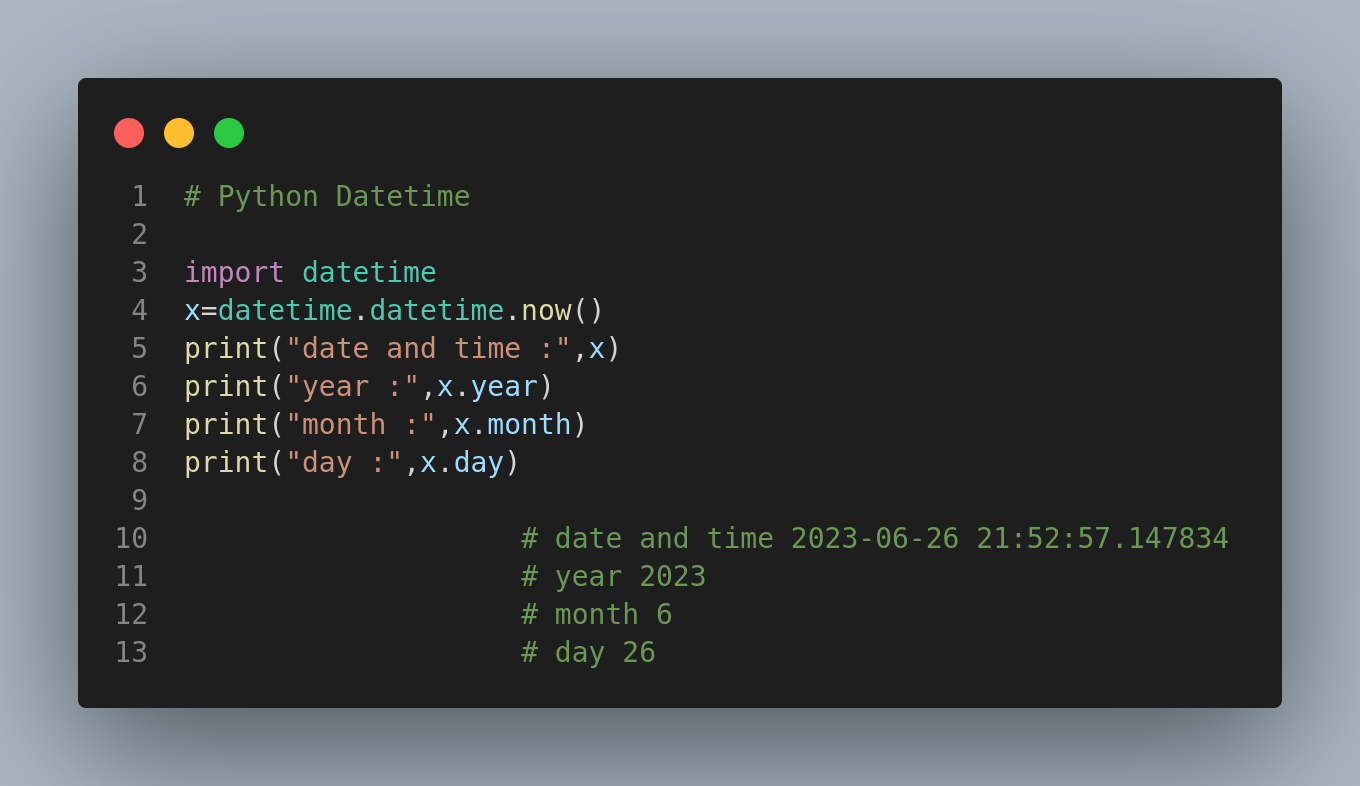 1 # Python Datetime
2
3 import datetime
4 x=datetime.datetime.now()
5 print("date and time :",x)
6 print("year :",x.year)
7 print("month :",x.month)
8 print("day :",x.day)
9
10 # date and time 2023-06-26 21:52:57.147834
11 # year 2023
12 # month 6
13 # day 26